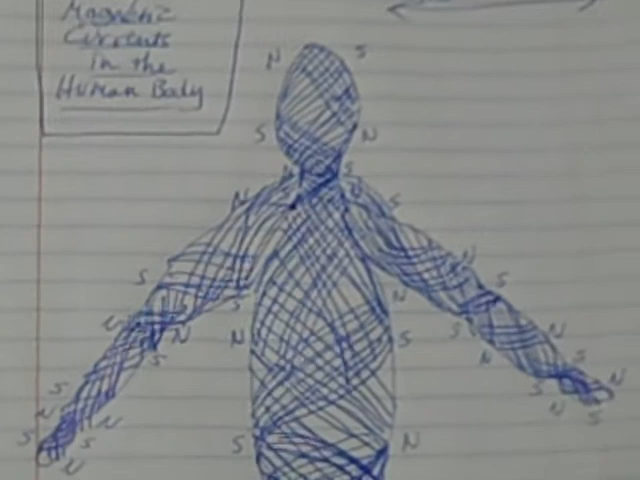 Magnetic
Currents
in the
Human Body
N S
S N
N S
N N S
S N S
S N
N S S N
N S
S N
S S N
N N N
S S S
N
S N